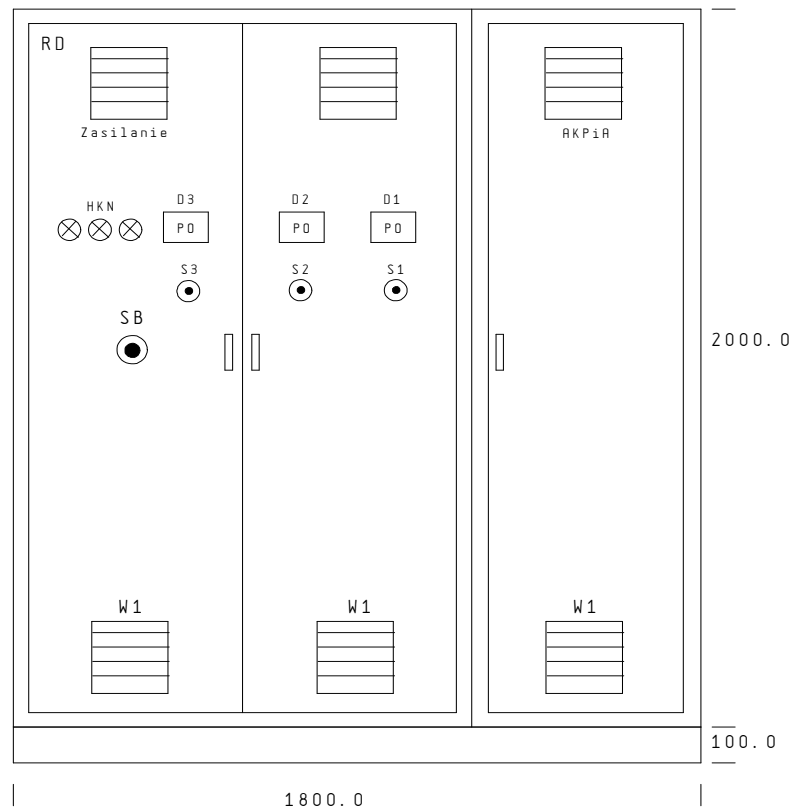 RD
Zasilanie
AKPiA
HKN
D3
D2
D1
PO
PO
PO
S3
S2
S1
SB
2000.0
W1
W1
W1
100.0
1800.0